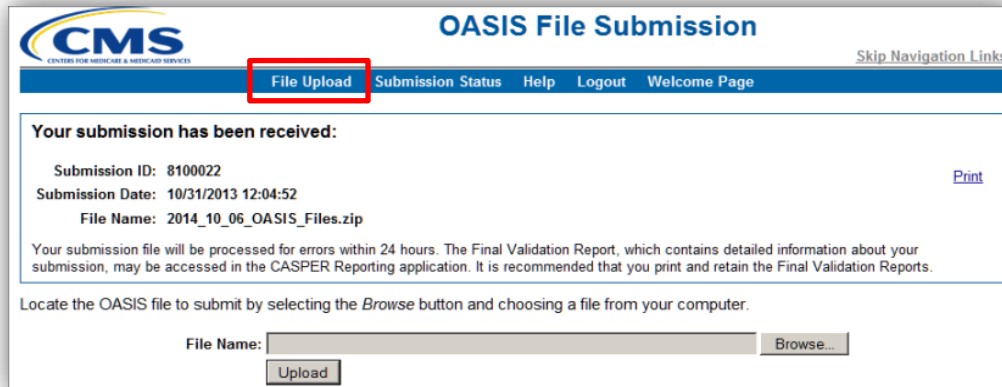 CMS
CENTERS FOR MEDICARE & MEDICAID SERVICES
OASIS File Submission
Skip Navigation Links
File Upload Submission Status Help Logout Welcome Page
Your submission has been received:
Submission ID: 8100022
Print
Submission Date: 10/31/2013 12:04:52
File Name: 2014_10_06_OASIS_Files.zip
Your submission file will be processed for errors within 24 hours. The Final Validation Report, which contains detailed information about your
submission, may be accessed in the CASPER Reporting application. It is recommended that you print and retain the Final Validation Reports.
Locate the OASIS file to submit by selecting the Browse button and choosing a file from your computer.
File Name: Browse...
Upload